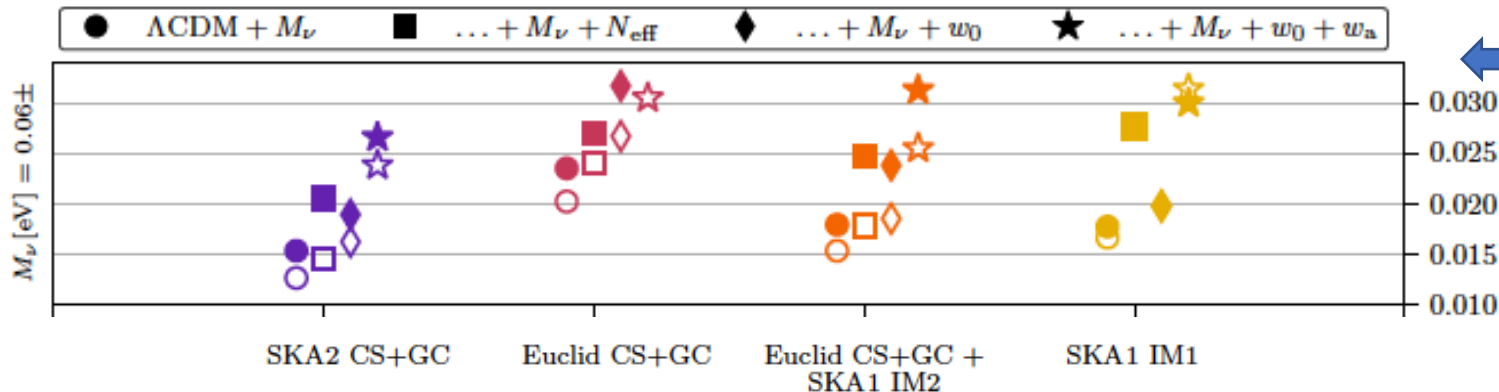 ΛCDM + Mν … + Mν + Neff … + Mν + w0 … + Mν + w0 + wa
Mν [eV] = 0.06±
0.030
0.025
0.020
0.015
0.010
SKA2 CS+GC Euclid CS+GC Euclid CS+GC + SKA1 IM1
SKA1 IM2